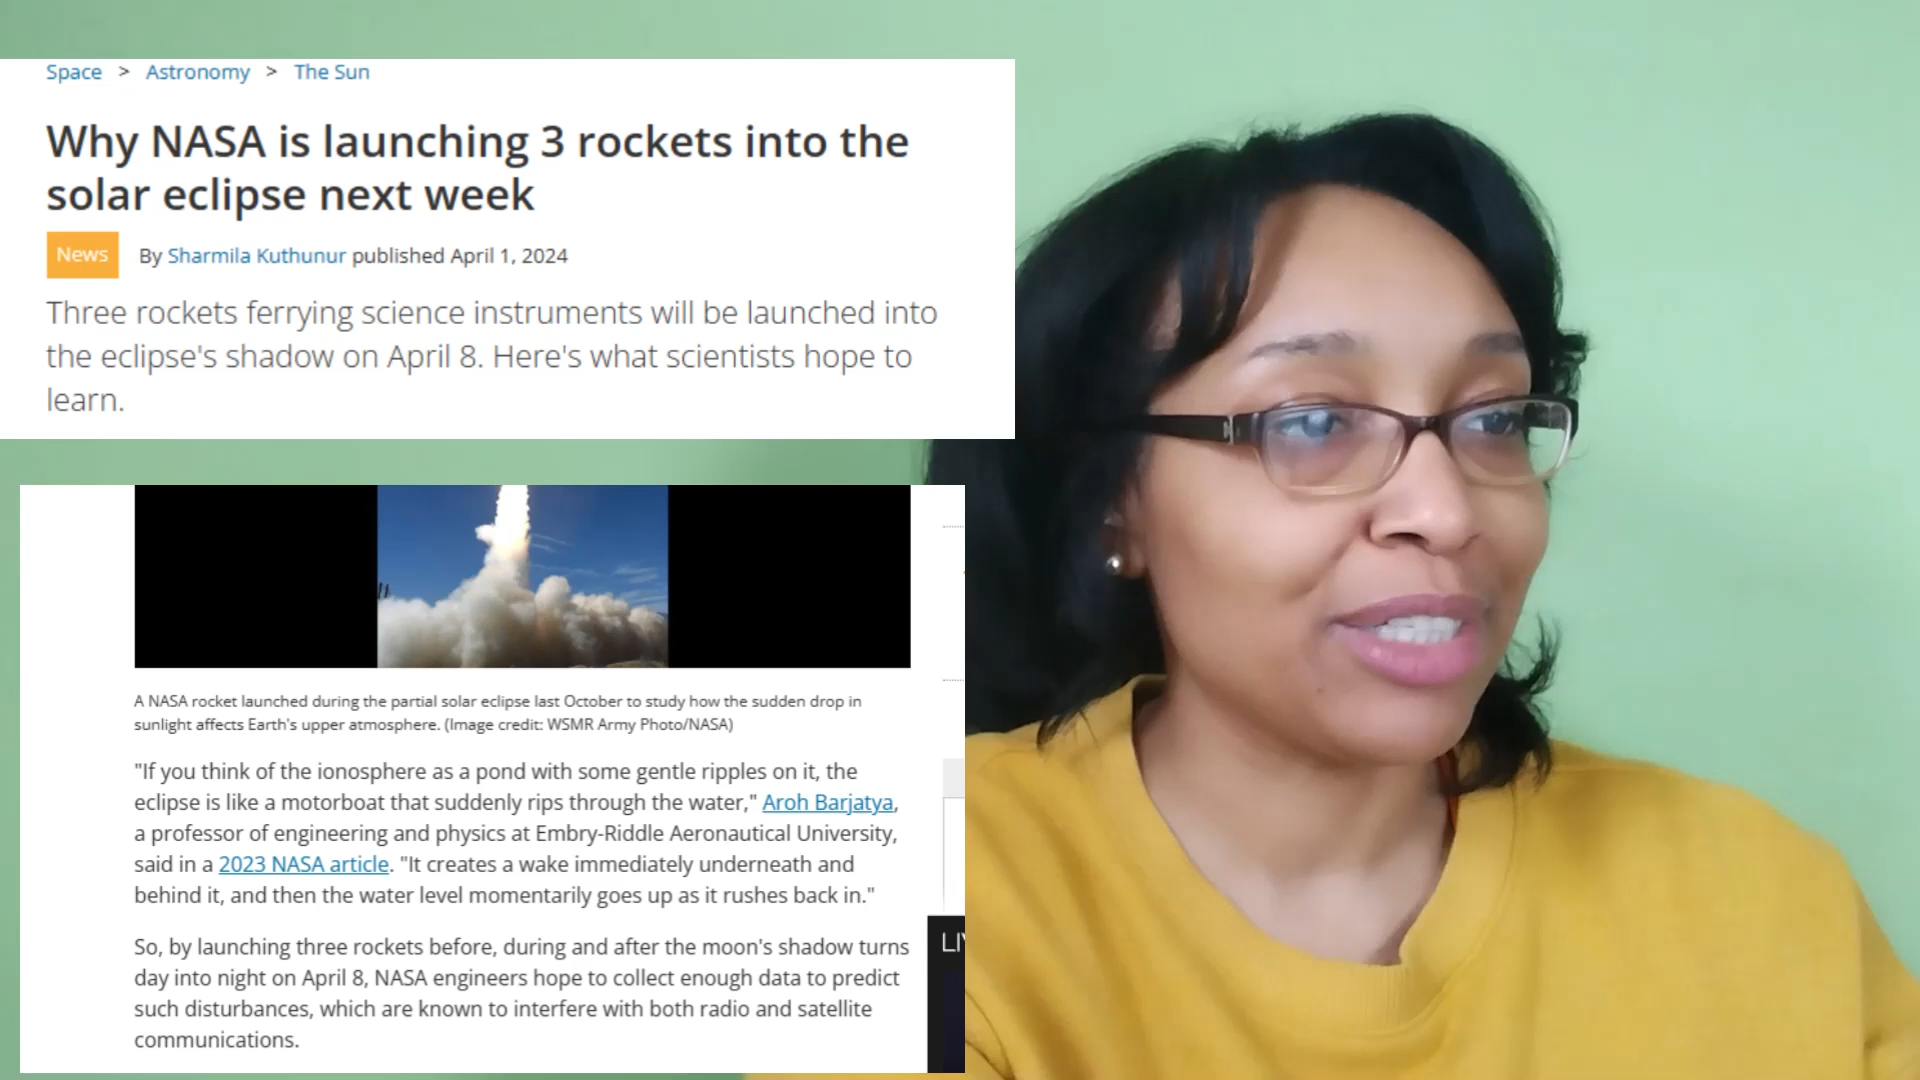 Space > Astronomy > The Sun
Why NASA is launching 3 rockets into the
solar eclipse next week
News By Sharmila Kuthunur published April 1, 2024
Three rockets ferrying science instruments will be launched into
the eclipse's shadow on April 8. Here's what scientists hope to
learn.
A NASA rocket launched during the partial solar eclipse last October to study how the sudden drop in
sunlight affects Earth's upper atmosphere. (Image credit: WSMR Army Photo/NASA)
"If you think of the ionosphere as a pond with some gentle ripples on it, the
eclipse is like a motorboat that suddenly rips through the water," Aroh Barjatya,
a professor of engineering and physics at Embry-Riddle Aeronautical University,
said in a 2023 NASA article. "It creates a wake immediately underneath and
behind it, and then the water level momentarily goes up as it rushes back in."
So, by launching three rockets before, during and after the moon's shadow turns
day into night on April 8, NASA engineers hope to collect enough data to predict
such disturbances, which are known to interfere with both radio and satellite
communications.